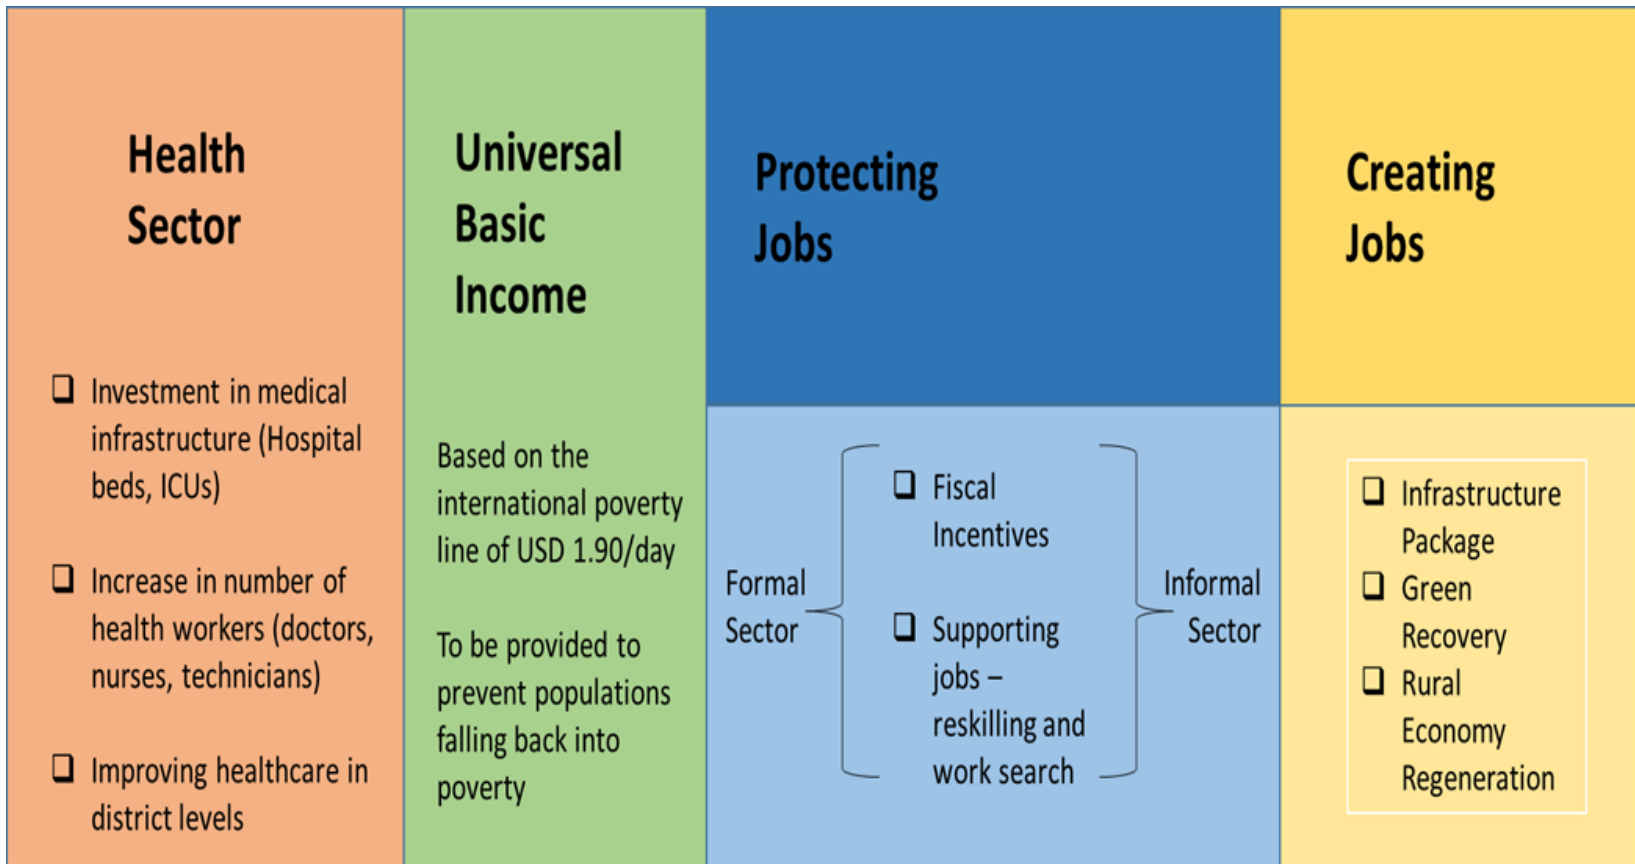 Health
Sector
❑ Investment in medical
infrastructure (Hospital
beds, ICUs)
❑ Increase in number of
health workers (doctors,
nurses, technicians)
❑ Improving healthcare in
district levels
Universal
Basic
Income
Based on the
international poverty
line of USD 1.90/day
To be provided to
prevent populations
falling back into
poverty
Protecting
Jobs
Formal
Sector
❑ Fiscal
Incentives
❑ Supporting
jobs –
reskilling and
work search
Informal
Sector
Creating
Jobs
❑ Infrastructure
Package
❑ Green
Recovery
❑ Rural
Economy
Regeneration